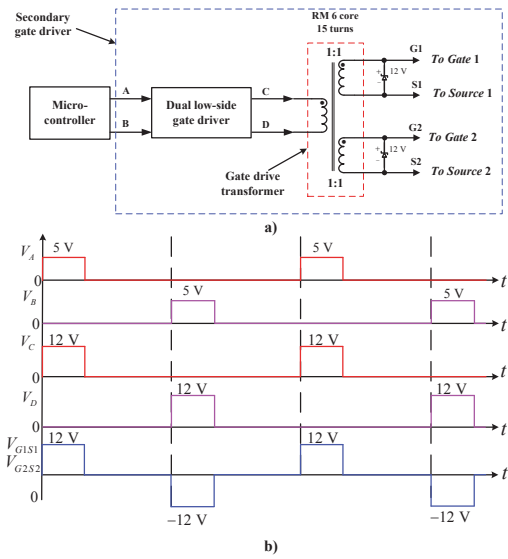 Secondary
gate driver
RM 6 core
15 turns
1:1
G1
To Gate 1
+
12 V
−
S1
To Source 1
Micro-
controller
A
B
Dual low-side
gate driver
C
D
G2
To Gate 2
+
12 V
−
S2
To Source 2
1:1
Gate drive
transformer
a)
V_A
5 V
5 V
0
t
V_B
5 V
5 V
0
t
V_C
12 V
12 V
0
t
V_D
12 V
12 V
0
t
V_G1S1
12 V
12 V
V_G2S2
t
0
−12 V
−12 V
b)